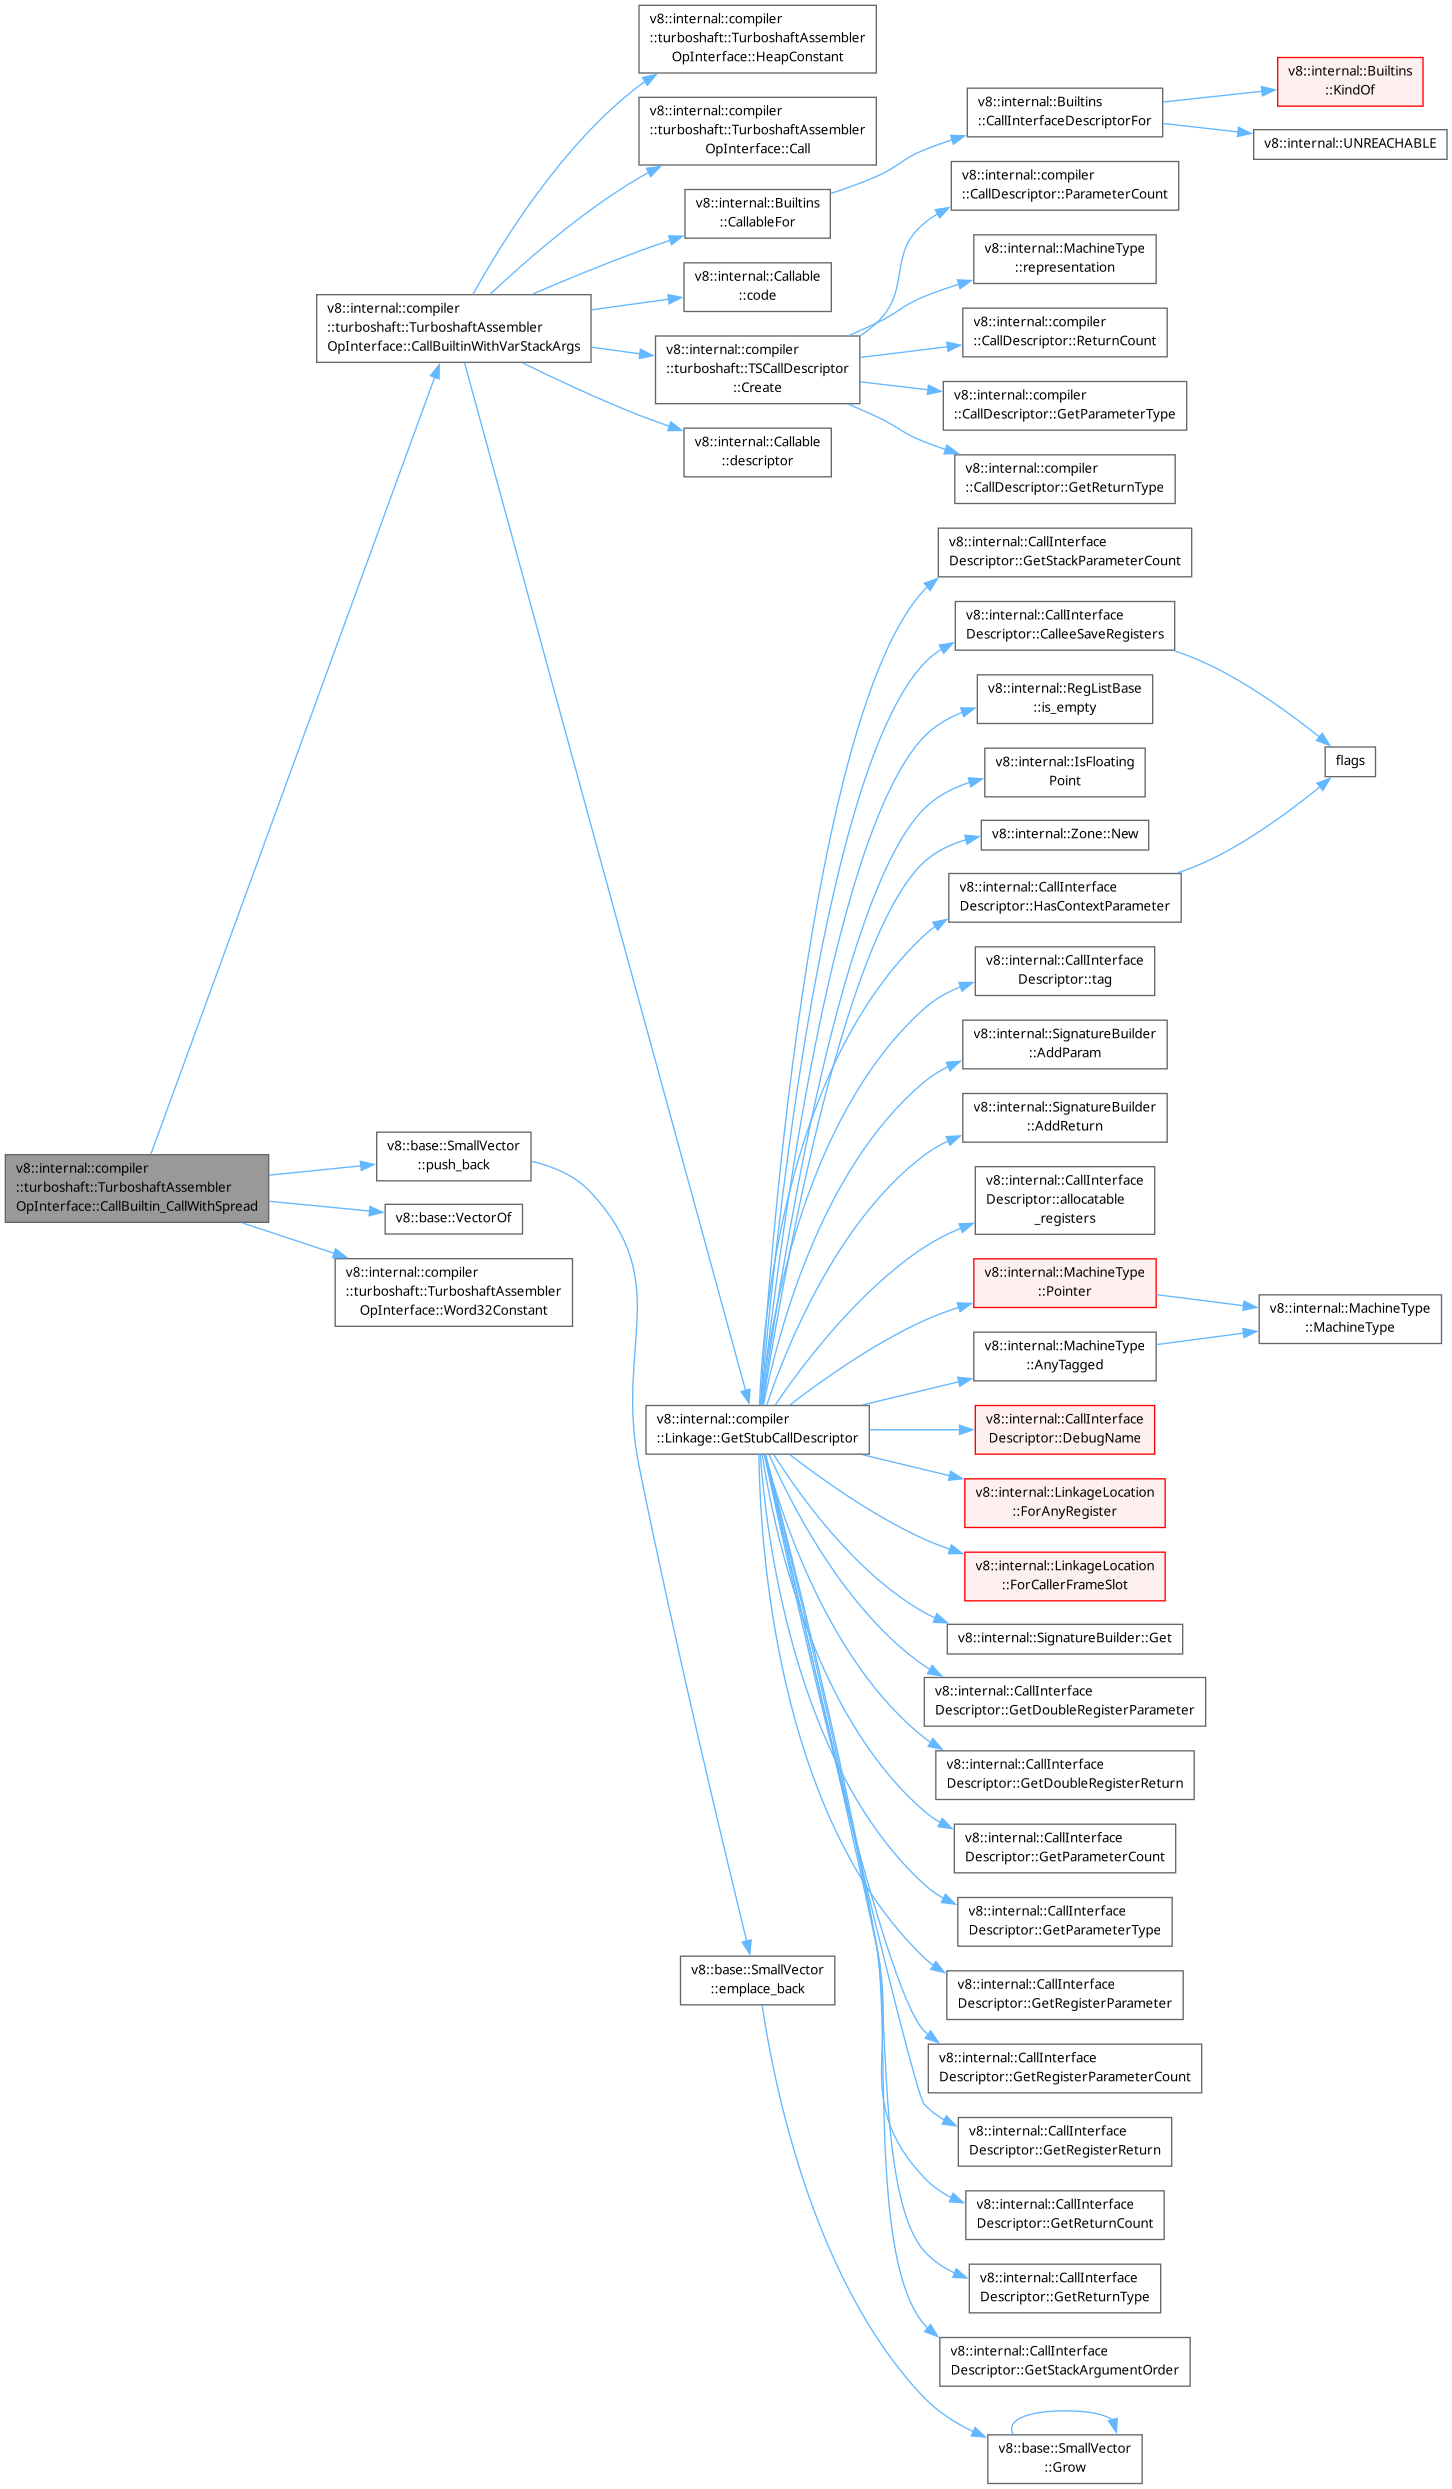 v8::internal::compiler
::turboshaft::TurboshaftAssembler
OpInterface::HeapConstant
v8::internal::compiler
::turboshaft::TurboshaftAssembler
OpInterface::Call
v8::internal::Builtins
::CallableFor
v8::internal::Callable
::code
v8::internal::compiler
::turboshaft::TurboshaftAssembler
OpInterface::CallBuiltinWithVarStackArgs
v8::internal::compiler
::turboshaft::TSCallDescriptor
::Create
v8::internal::Callable
::descriptor
v8::internal::Builtins
::CallInterfaceDescriptorFor
v8::internal::Builtins
::KindOf
v8::internal::UNREACHABLE
v8::internal::compiler
::CallDescriptor::ParameterCount
v8::internal::MachineType
::representation
v8::internal::compiler
::CallDescriptor::ReturnCount
v8::internal::compiler
::CallDescriptor::GetParameterType
v8::internal::compiler
::CallDescriptor::GetReturnType
v8::internal::CallInterface
Descriptor::GetStackParameterCount
v8::internal::CallInterface
Descriptor::CalleeSaveRegisters
v8::internal::RegListBase
::is_empty
v8::internal::IsFloating
Point
flags
v8::internal::Zone::New
v8::internal::CallInterface
Descriptor::HasContextParameter
v8::internal::CallInterface
Descriptor::tag
v8::internal::SignatureBuilder
::AddParam
v8::internal::SignatureBuilder
::AddReturn
v8::internal::compiler
::turboshaft::TurboshaftAssembler
OpInterface::CallBuiltin_CallWithSpread
v8::base::SmallVector
::push_back
v8::base::VectorOf
v8::internal::compiler
::turboshaft::TurboshaftAssembler
OpInterface::Word32Constant
v8::internal::CallInterface
Descriptor::allocatable
_registers
v8::internal::MachineType
::Pointer
v8::internal::MachineType
::MachineType
v8::internal::MachineType
::AnyTagged
v8::internal::compiler
::Linkage::GetStubCallDescriptor
v8::internal::CallInterface
Descriptor::DebugName
v8::internal::LinkageLocation
::ForAnyRegister
v8::internal::LinkageLocation
::ForCallerFrameSlot
v8::internal::SignatureBuilder::Get
v8::internal::CallInterface
Descriptor::GetDoubleRegisterParameter
v8::internal::CallInterface
Descriptor::GetDoubleRegisterReturn
v8::internal::CallInterface
Descriptor::GetParameterCount
v8::internal::CallInterface
Descriptor::GetParameterType
v8::base::SmallVector
::emplace_back
v8::internal::CallInterface
Descriptor::GetRegisterParameter
v8::internal::CallInterface
Descriptor::GetRegisterParameterCount
v8::internal::CallInterface
Descriptor::GetRegisterReturn
v8::internal::CallInterface
Descriptor::GetReturnCount
v8::internal::CallInterface
Descriptor::GetReturnType
v8::internal::CallInterface
Descriptor::GetStackArgumentOrder
v8::base::SmallVector
::Grow